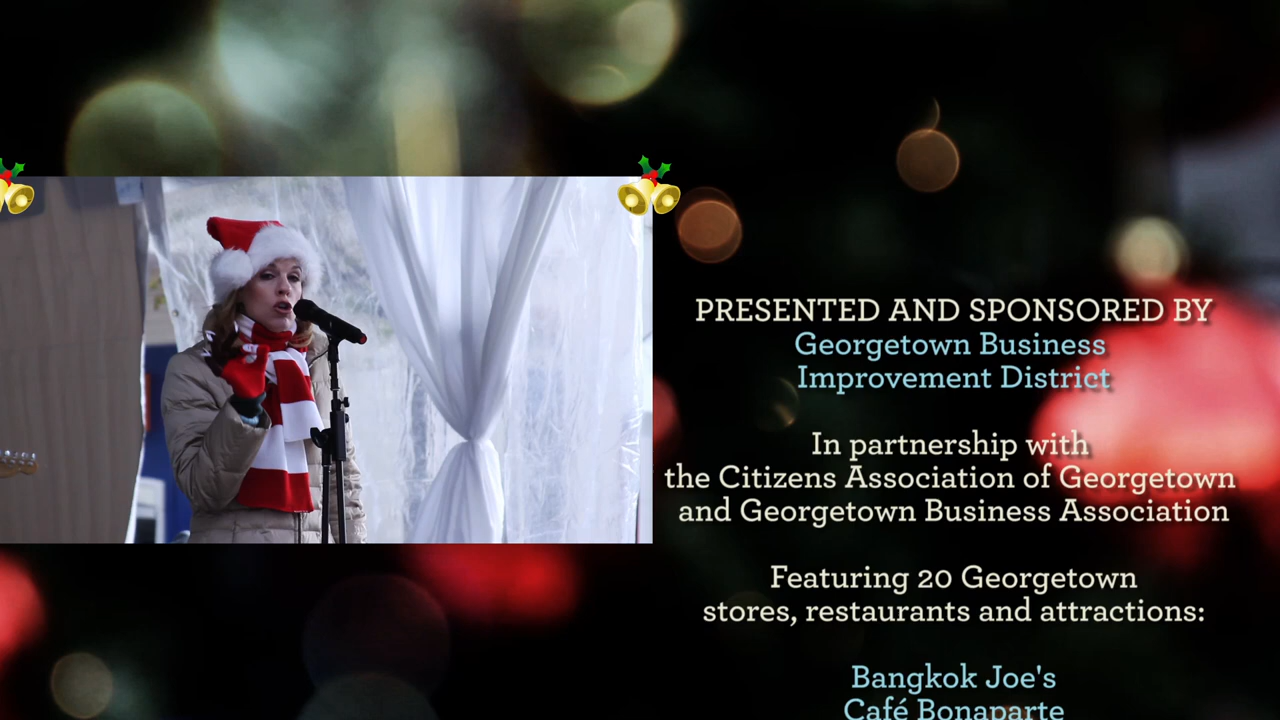 PRESENTED AND SPONSORED BY
Georgetown Business
Improvement District
In partnership with
the Citizens Association of Georgetown
and Georgetown Business Association
Featuring 20 Georgetown
stores, restaurants and attractions:
Bangkok Joe's
Café Bonaparte